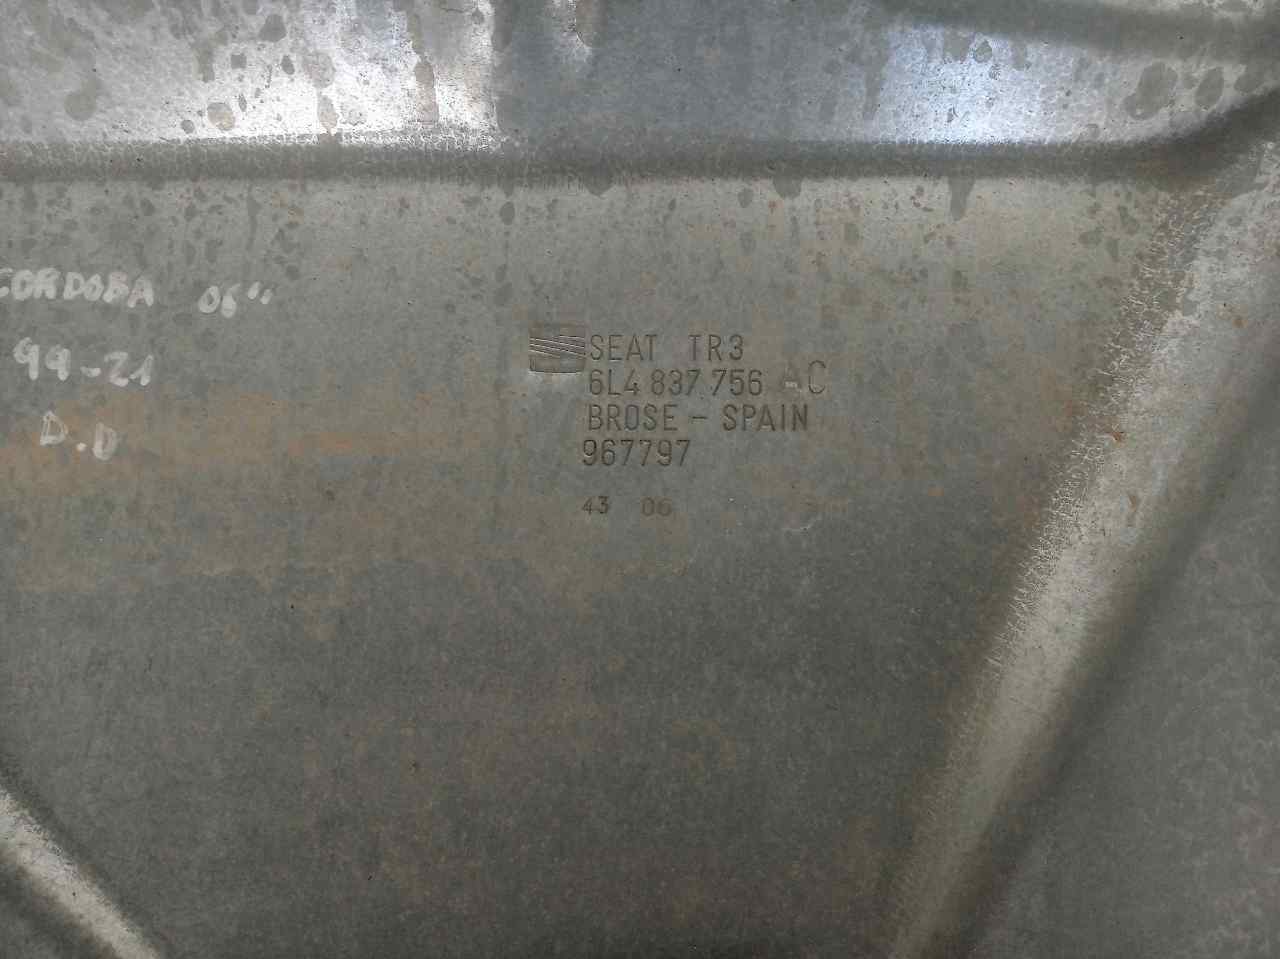 CORDOBA 06"
99-21
D.D
SEAT TR3
6L4 837 756 AC
BROSE - SPAIN
967797
43 06